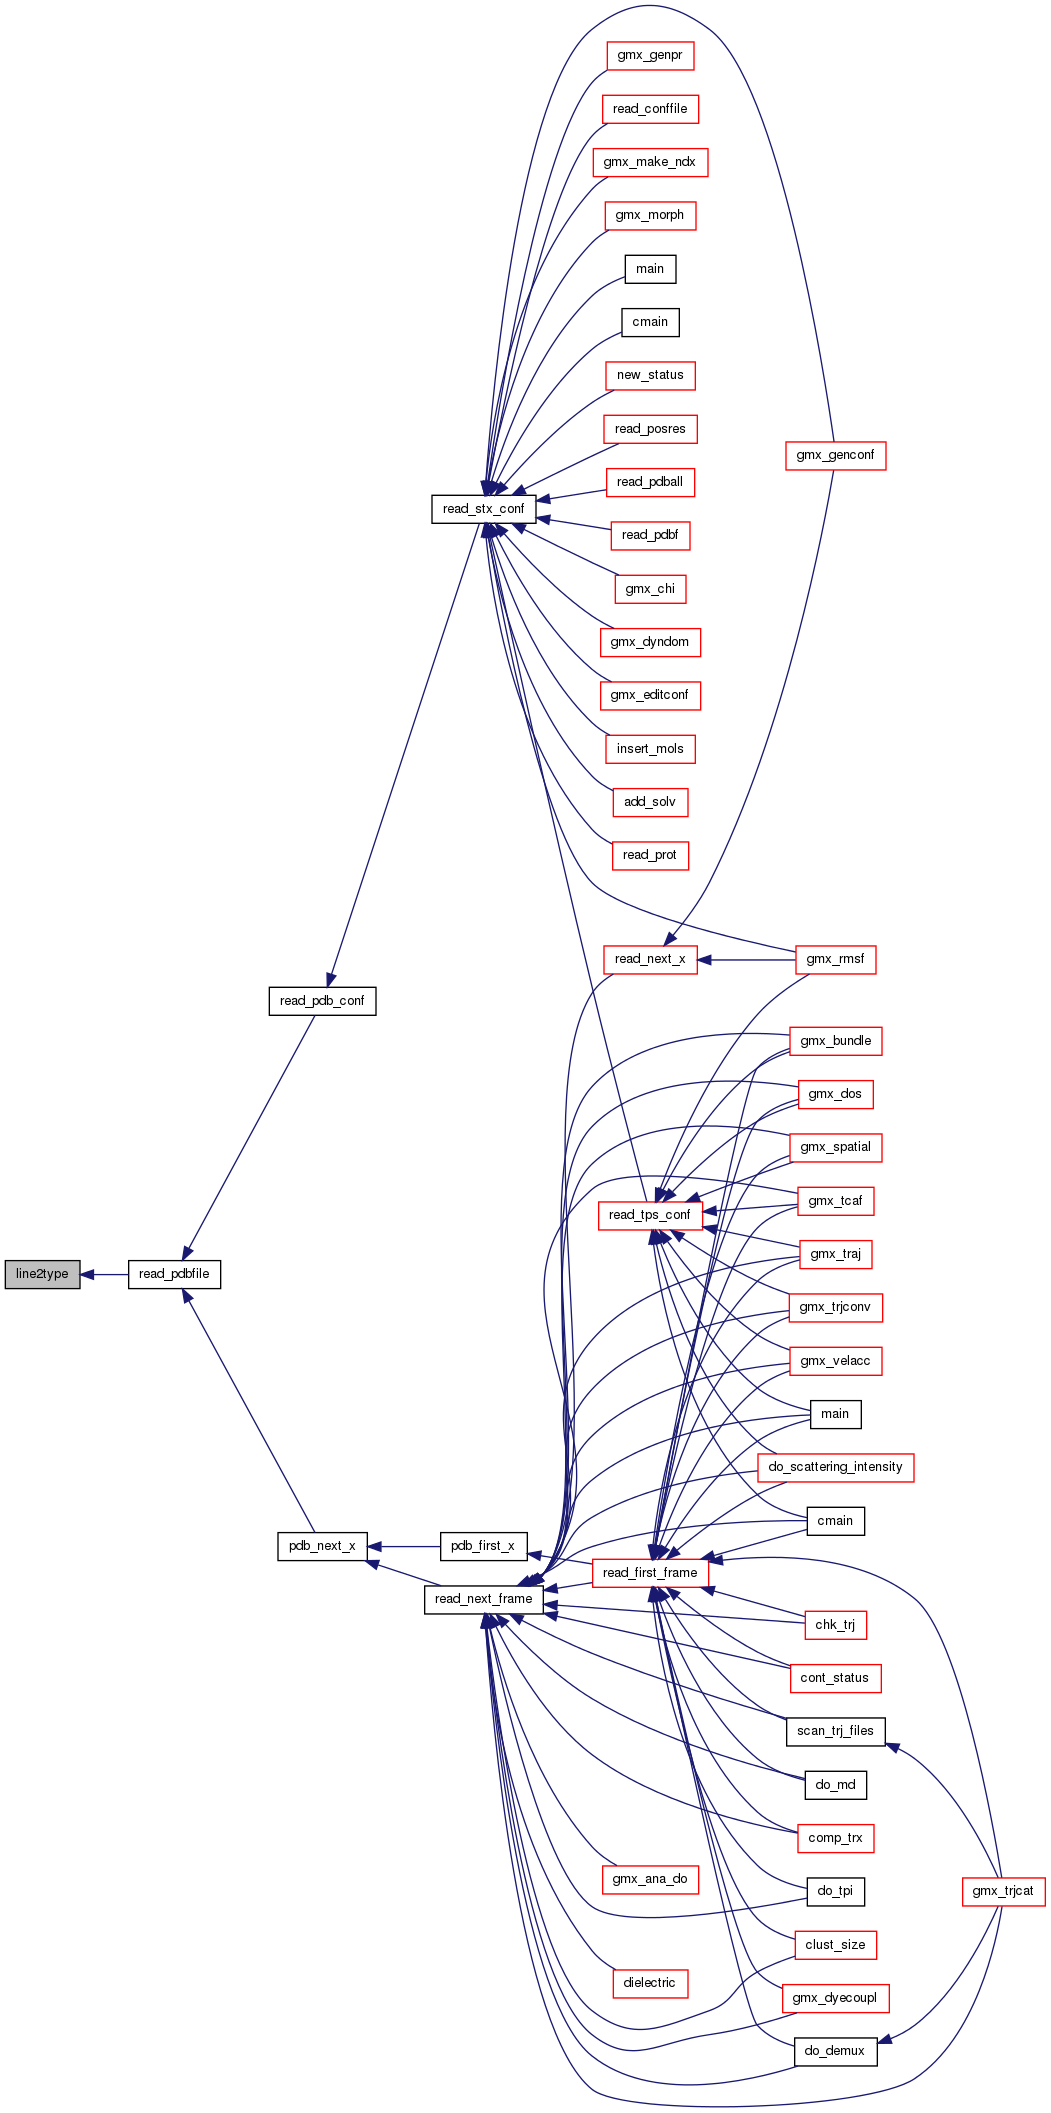 gmx_genpr
read_conffile
gmx_make_ndx
gmx_morph
main
cmain
new_status
read_posres
gmx_genconf
read_pdball
read_stx_conf
read_pdbf
gmx_chi
gmx_dyndom
gmx_editconf
insert_mols
add_solv
read_prot
read_next_x
gmx_rmsf
read_pdb_conf
gmx_bundle
gmx_dos
gmx_spatial
gmx_tcaf
read_tps_conf
gmx_traj
line2type
read_pdbfile
gmx_trjconv
gmx_velacc
main
do_scattering_intensity
cmain
pdb_next_x
pdb_first_x
read_first_frame
read_next_frame
chk_trj
cont_status
scan_trj_files
do_md
comp_trx
gmx_ana_do
do_tpi
gmx_trjcat
clust_size
dielectric
gmx_dyecoupl
do_demux